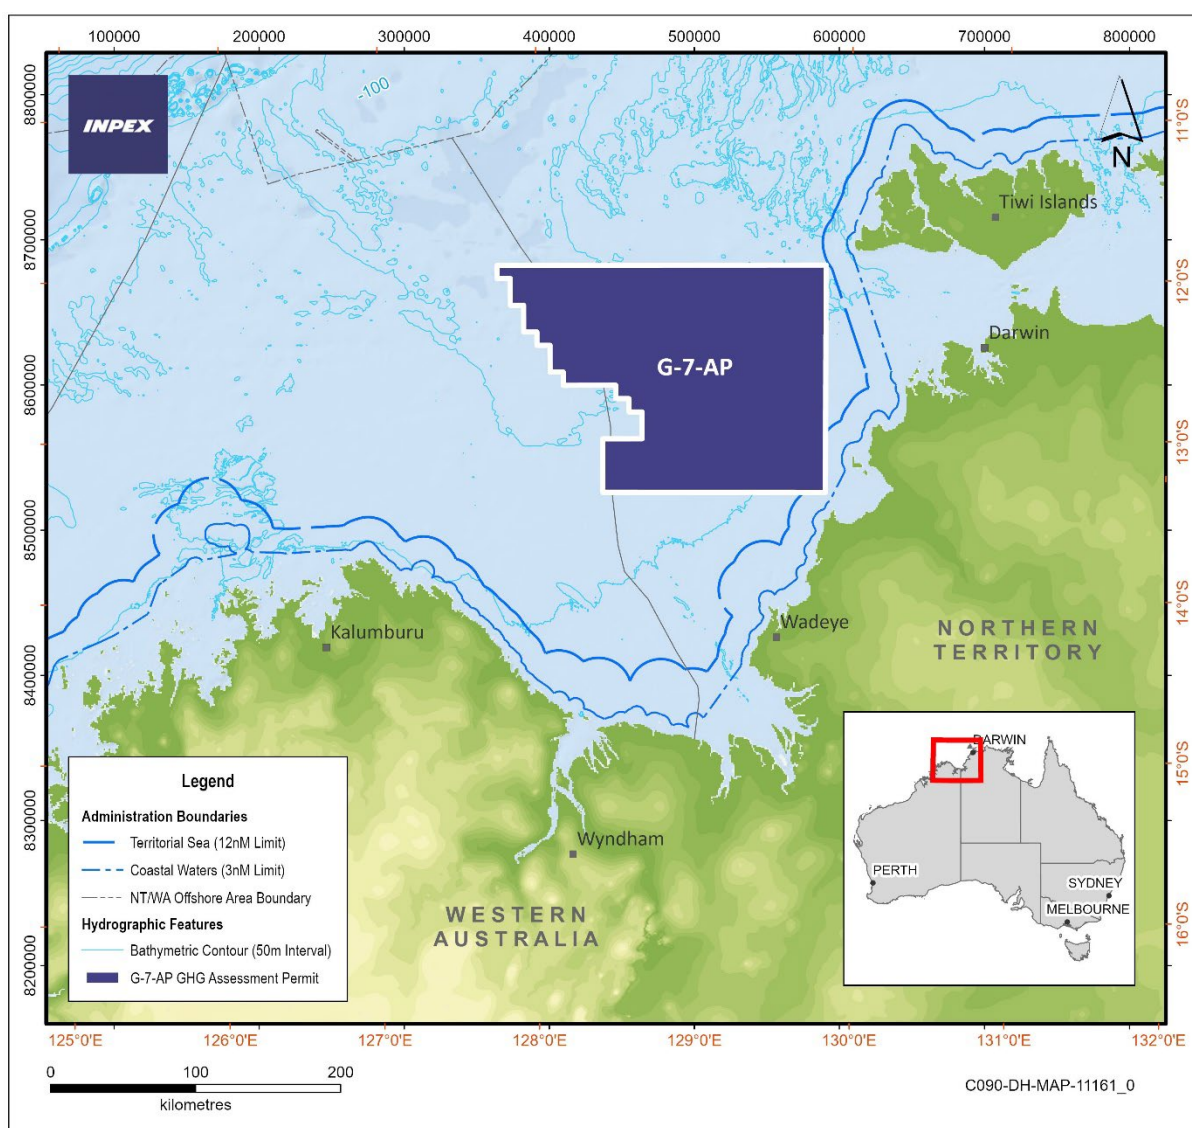 100000 200000 300000 400000 500000 600000 700000 800000
8800000
8700000
8600000
8500000
8400000
8300000
8200000
INPEX
-100
N
11°0'S
12°0'S
13°0'S
14°0'S
15°0'S
16°0'S
Tiwi Islands
Darwin
G-7-AP
Kalumburu
Wadeye
NORTHERN
TERRITORY
Wyndham
WESTERN
AUSTRALIA
Legend
Administration Boundaries
Territorial Sea (12nM Limit)
Coastal Waters (3nM Limit)
NT/WA Offshore Area Boundary
Hydrographic Features
Bathymetric Contour (50m Interval)
G-7-AP GHG Assessment Permit
DARWIN
PERTH
SYDNEY
MELBOURNE
125°0'E 126°0'E 127°0'E 128°0'E 129°0'E 130°0'E 131°0'E 132°0'E
0 100 200
kilometres
C090-DH-MAP-11161_0